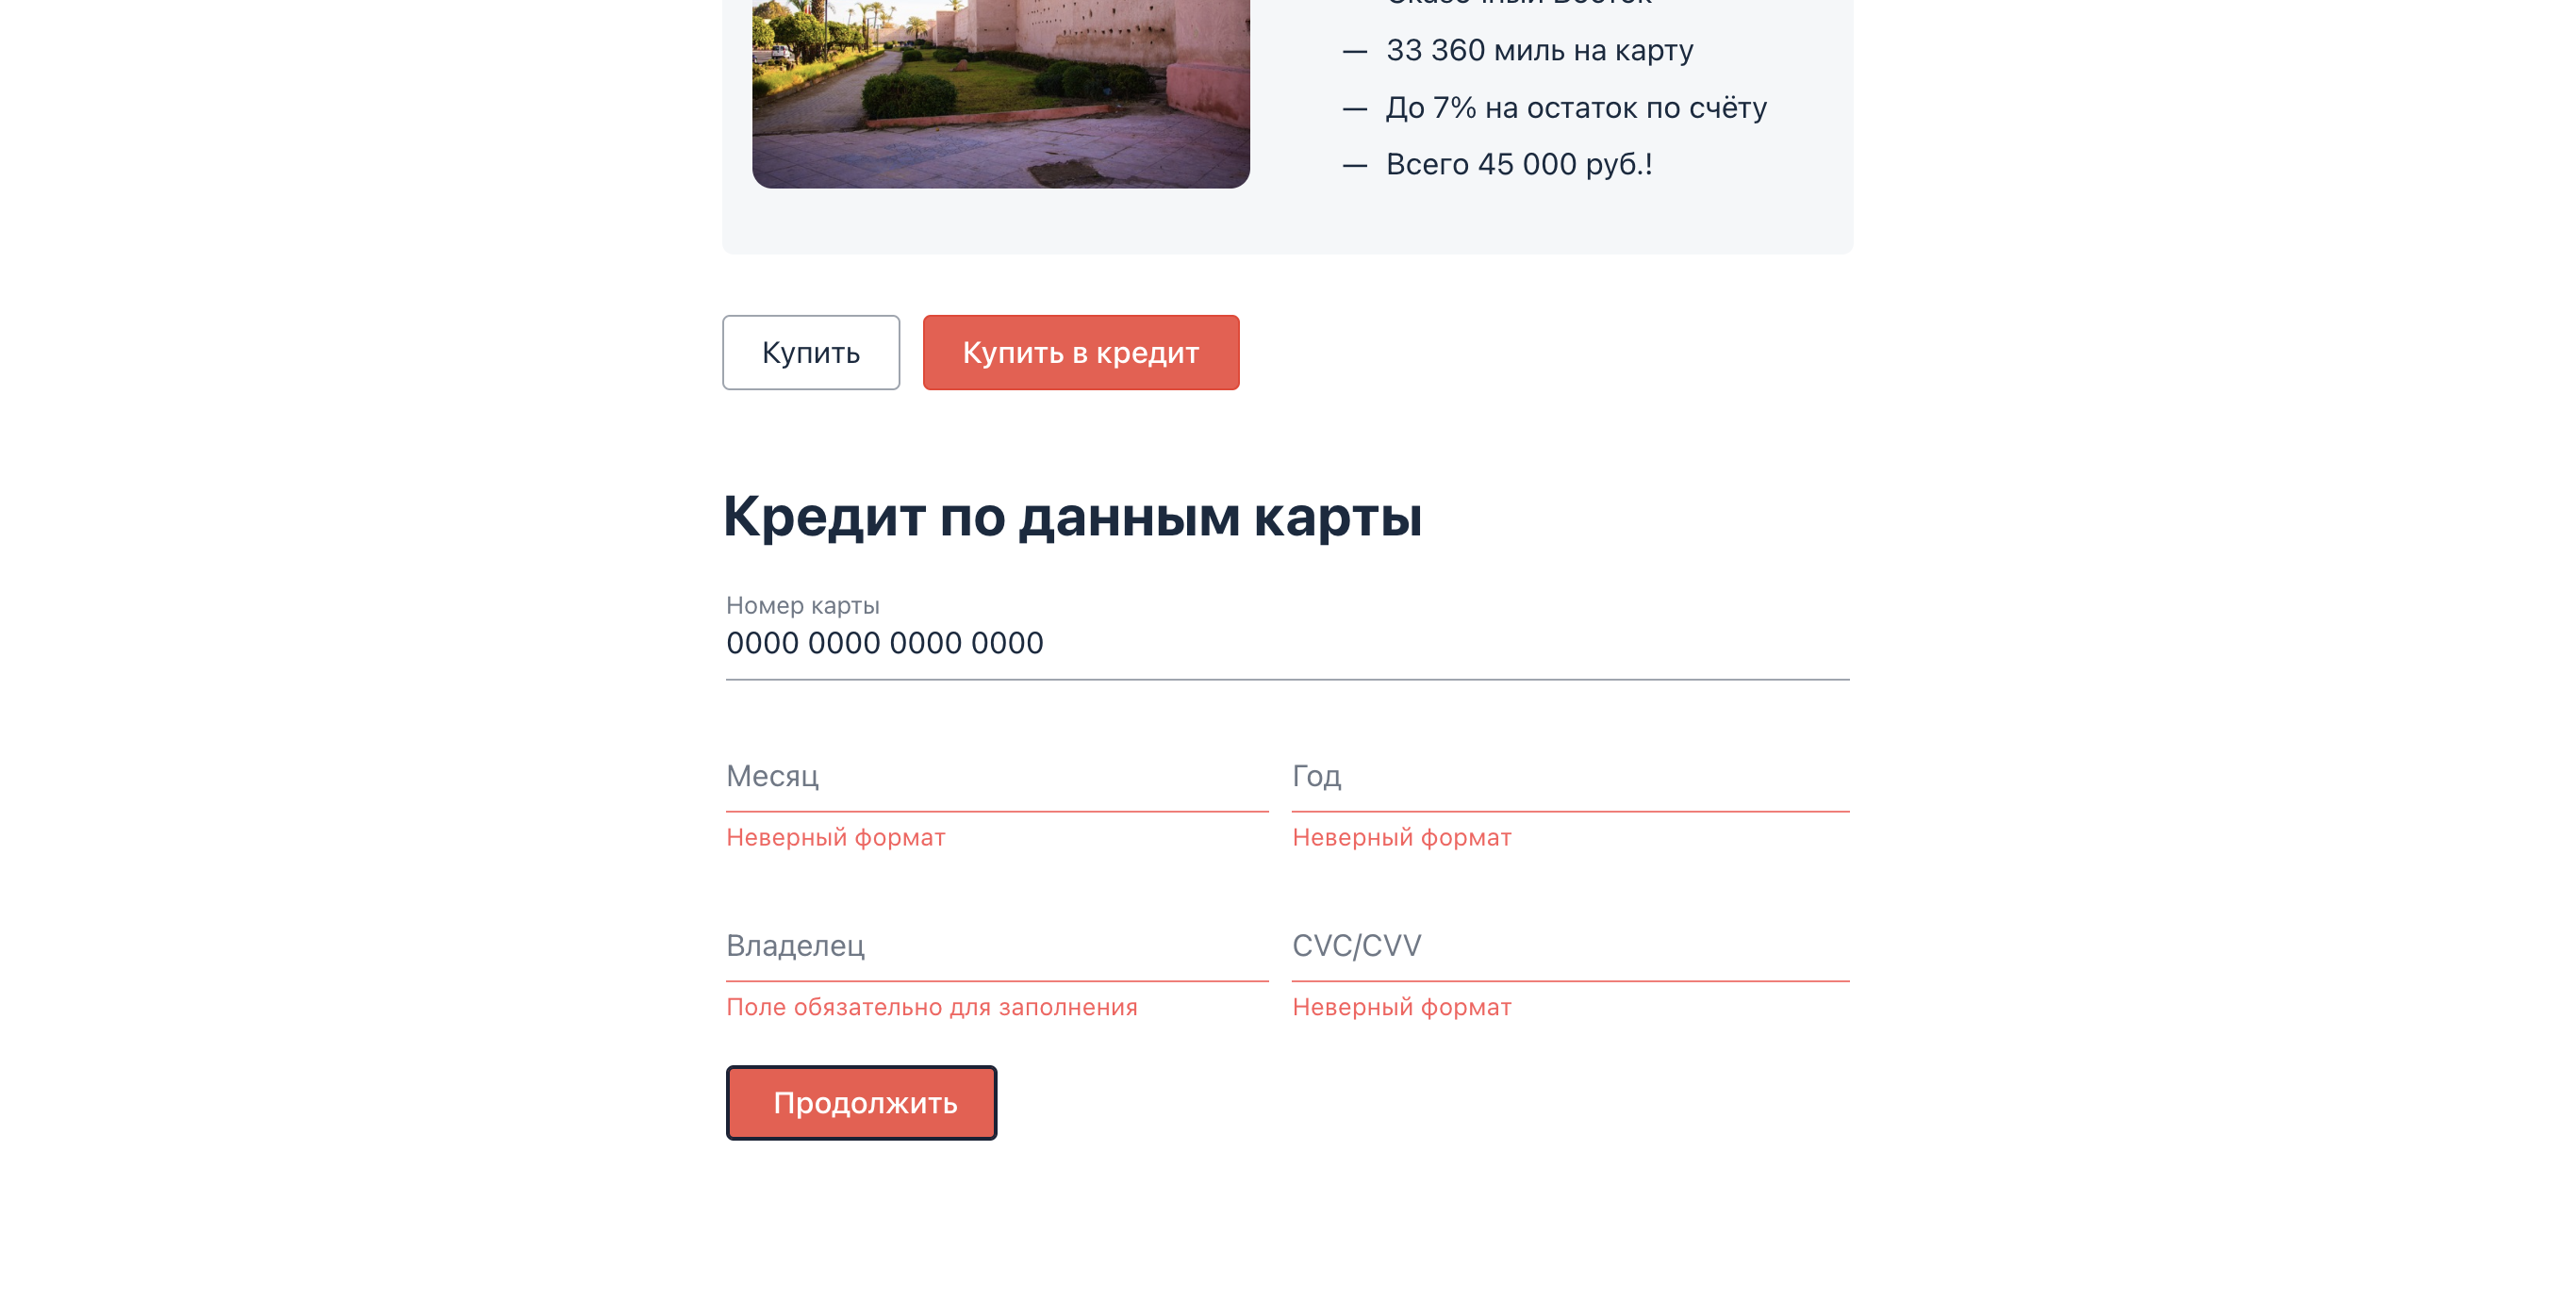 — 33 360 миль на карту
— До 7% на остаток по счёту
— Всего 45 000 руб.!
Купить
Купить в кредит
Кредит по данным карты
Номер карты
0000 0000 0000 0000
Месяц
Год
Неверный формат
Неверный формат
Владелец
CVC/CVV
Поле обязательно для заполнения
Неверный формат
Продолжить